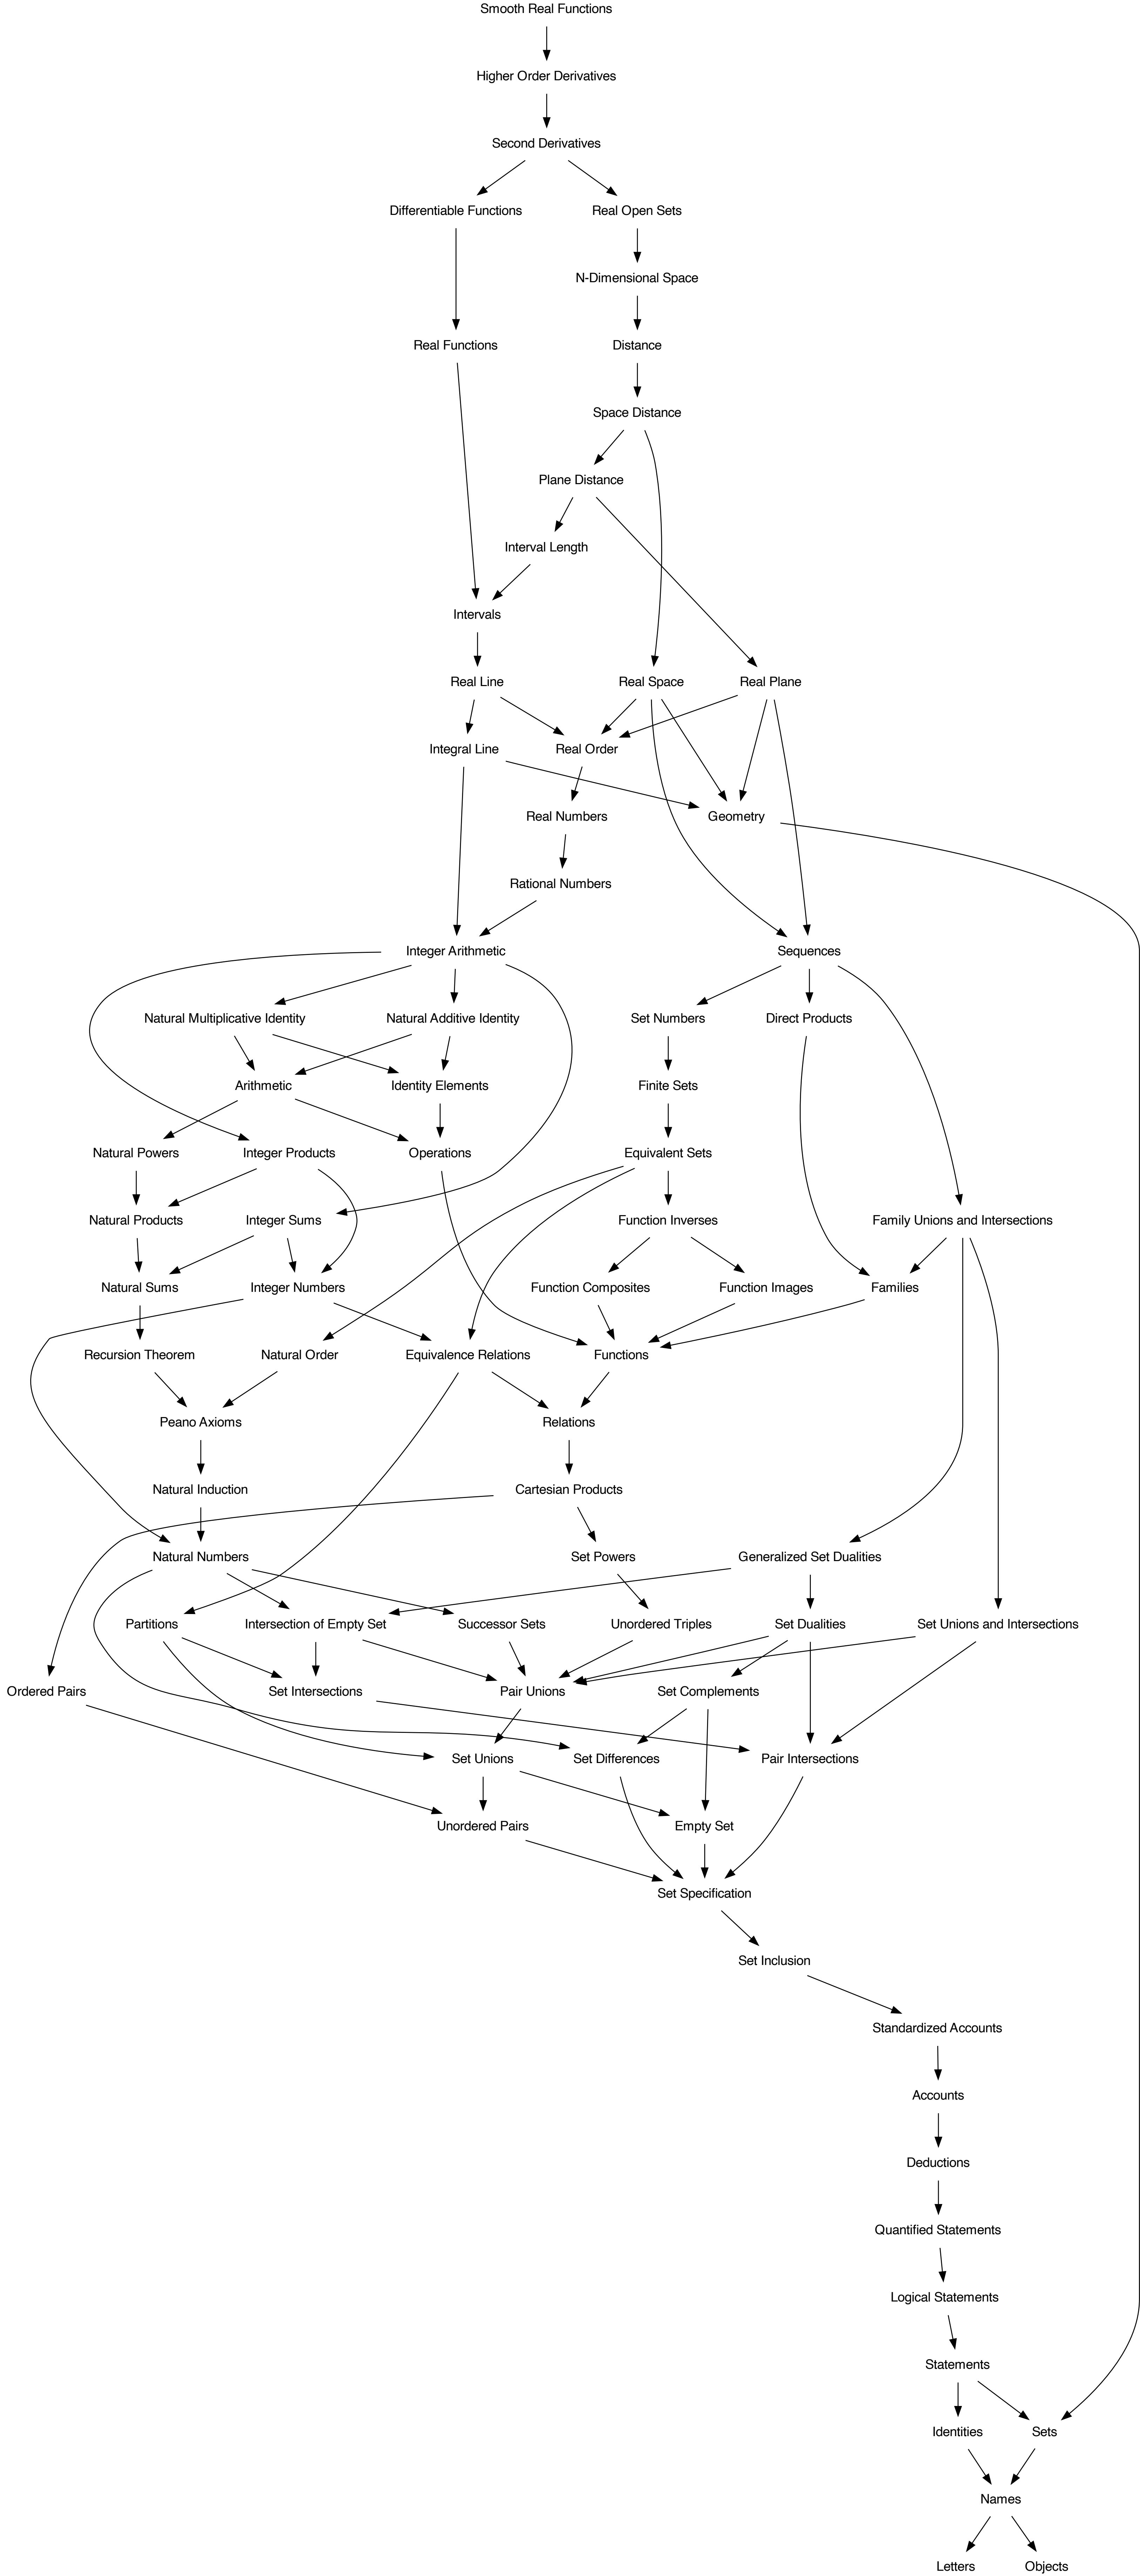 Smooth Real Functions
Higher Order Derivatives
Second Derivatives
Differentiable Functions
Real Open Sets
N-Dimensional Space
Real Functions
Distance
Space Distance
Plane Distance
Interval Length
Intervals
Real Line
Real Space
Real Plane
Integral Line
Real Order
Real Numbers
Geometry
Rational Numbers
Integer Arithmetic
Sequences
Natural Multiplicative Identity
Natural Additive Identity
Set Numbers
Direct Products
Arithmetic
Identity Elements
Finite Sets
Natural Powers
Integer Products
Operations
Equivalent Sets
Natural Products
Integer Sums
Function Inverses
Family Unions and Intersections
Natural Sums
Integer Numbers
Function Composites
Function Images
Families
Recursion Theorem
Natural Order
Equivalence Relations
Functions
Peano Axioms
Relations
Natural Induction
Cartesian Products
Natural Numbers
Set Powers
Generalized Set Dualities
Partitions
Intersection of Empty Set
Successor Sets
Unordered Triples
Set Dualities
Set Unions and Intersections
Ordered Pairs
Set Intersections
Pair Unions
Set Complements
Set Unions
Set Differences
Pair Intersections
Unordered Pairs
Empty Set
Set Specification
Set Inclusion
Standardized Accounts
Accounts
Deductions
Quantified Statements
Logical Statements
Statements
Identities
Sets
Names
Letters
Objects